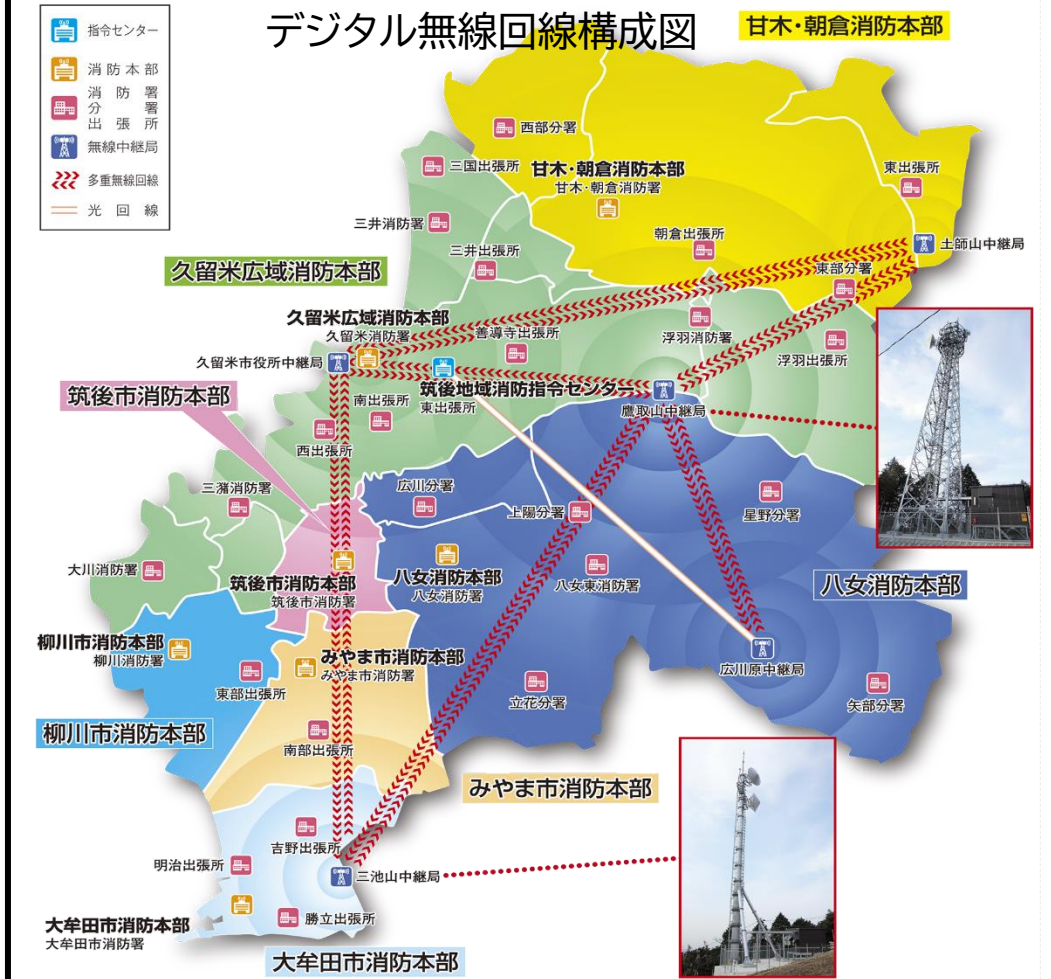 デジタル無線回線構成図
指令センター
消防本部
消防署
分署
出張所
無線中継局
多重無線回線
光回線
甘木・朝倉消防本部
西部分署
三国出張所
甘木・朝倉消防本部
甘木・朝倉消防署
東出張所
三井消防署
朝倉出張所
土師山中継局
三井出張所
東部分署
久留米広域消防本部
久留米広域消防本部
久留米消防署
善導寺出張所
浮羽消防署
浮羽出張所
久留米市役所中継局
筑後地域消防指令センター
東出張所
筑後市消防本部
南出張所
鷹取山中継局
西出張所
三潴消防署
広川分署
上陽分署
星野分署
大川消防署
筑後市消防本部
筑後市消防署
八女消防本部
八女消防署
八女東消防署
八女消防本部
柳川市消防本部
柳川消防署
みやま市消防本部
みやま市消防署
広川原中継局
東部出張所
立花分署
矢部分署
柳川市消防本部
南部出張所
みやま市消防本部
吉野出張所
明治出張所
三池山中継局
大牟田市消防本部
大牟田市消防署
勝立出張所
大牟田市消防本部